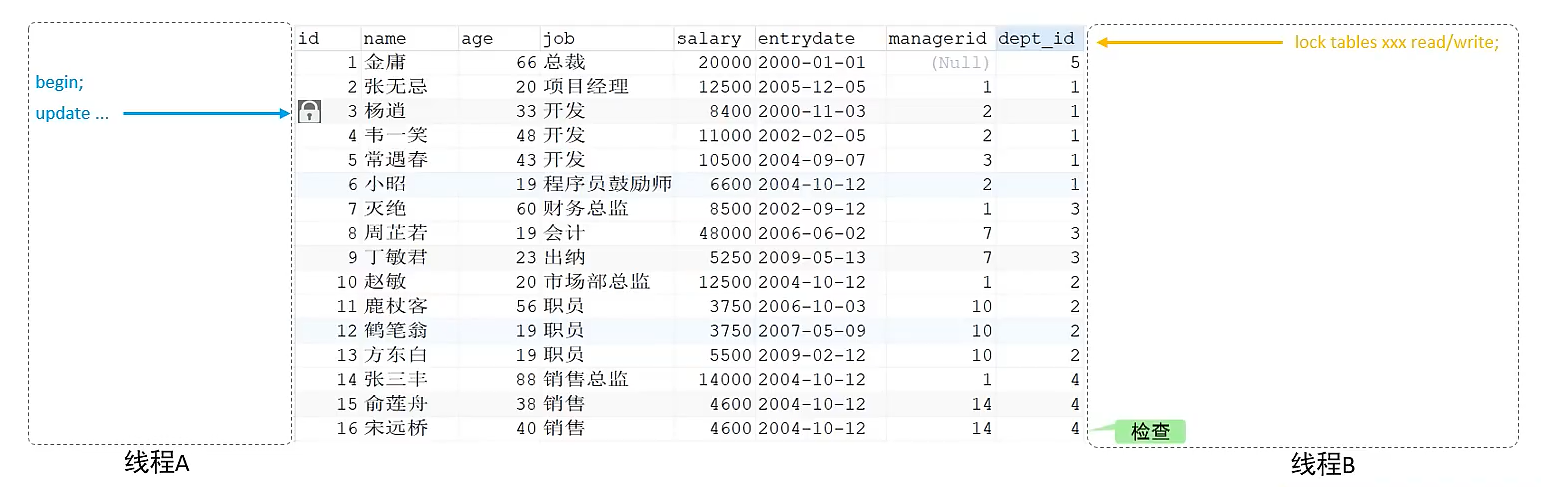 id name age job salary entrydate managerid dept_id
lock tables xxx read/write;
1 金庸 66 总裁 20000 2000-01-01 (Null) 5
begin;
2 张无忌 20 项目经理 12500 2005-12-05 1 1
update ...
3 杨逍 33 开发 8400 2000-11-03 2 1
4 韦一笑 48 开发 11000 2002-02-05 2 1
5 常遇春 43 开发 10500 2004-09-07 3 1
6 小昭 19 程序员鼓励师 6600 2004-10-12 2 1
7 灭绝 60 财务总监 8500 2002-09-12 1 3
8 周芷若 19 会计 48000 2006-06-02 7 3
9 丁敏君 23 出纳 5250 2009-05-13 7 3
10 赵敏 20 市场部总监 12500 2004-10-12 1 2
11 鹿杖客 56 职员 3750 2006-10-03 10 2
12 鹤笔翁 19 职员 3750 2007-05-09 10 2
13 方东白 19 职员 5500 2009-02-12 10 2
14 张三丰 88 销售总监 14000 2004-10-12 1 4
15 俞莲舟 38 销售 4600 2004-10-12 14 4
16 宋远桥 40 销售 4600 2004-10-12 14 4
检查
线程A
线程B